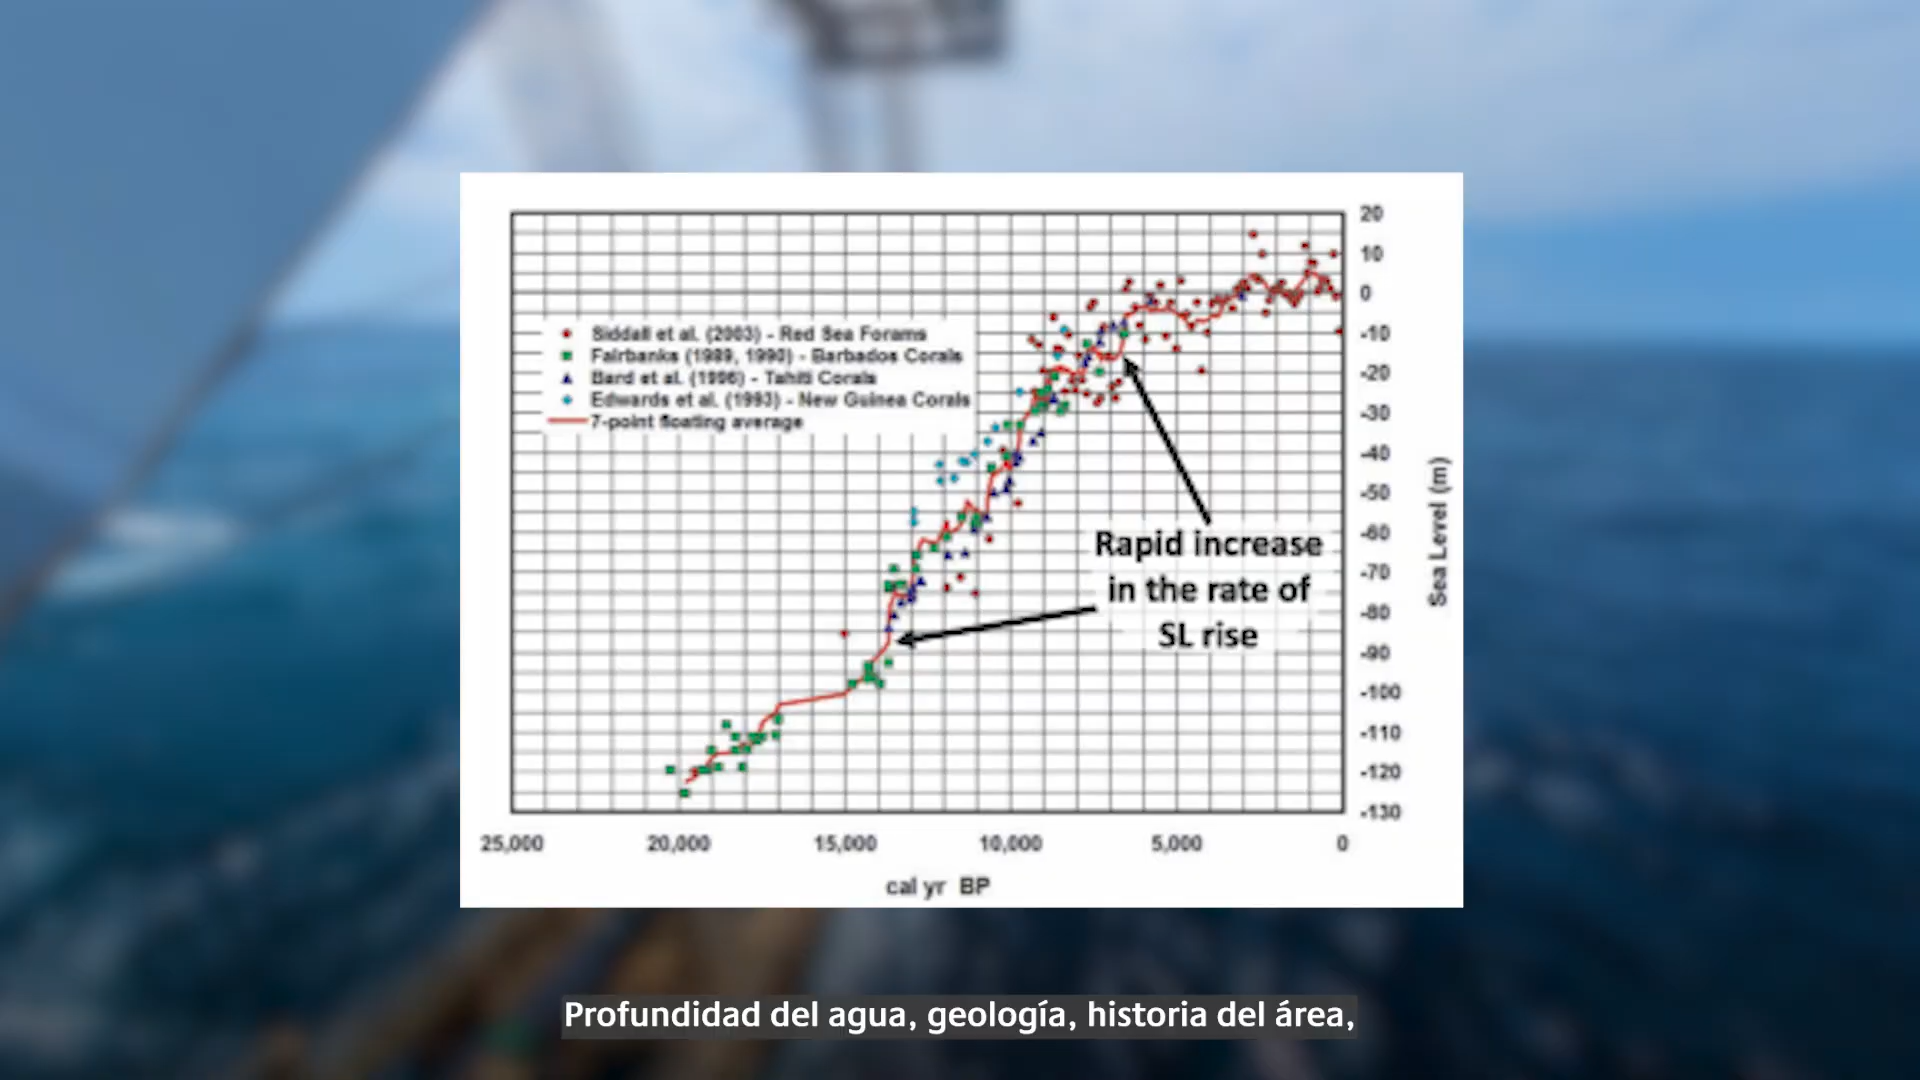 20
10
0
-10
-20
-30
-40
-50
-60
-70
-80
-90
-100
-110
-120
-130
Sea Level (m)
Siddall et al. (2003) - Red Sea Forams
Fairbanks (1989, 1990) - Barbados Corals
Bard et al. (1996) - Tahiti Corals
Edwards et al. (1993) - New Guinea Corals
7-point floating average
Rapid increase
in the rate of
SL rise
25,000
20,000
15,000
10,000
5,000
0
cal yr BP
Profundidad del agua, geología, historia del área,